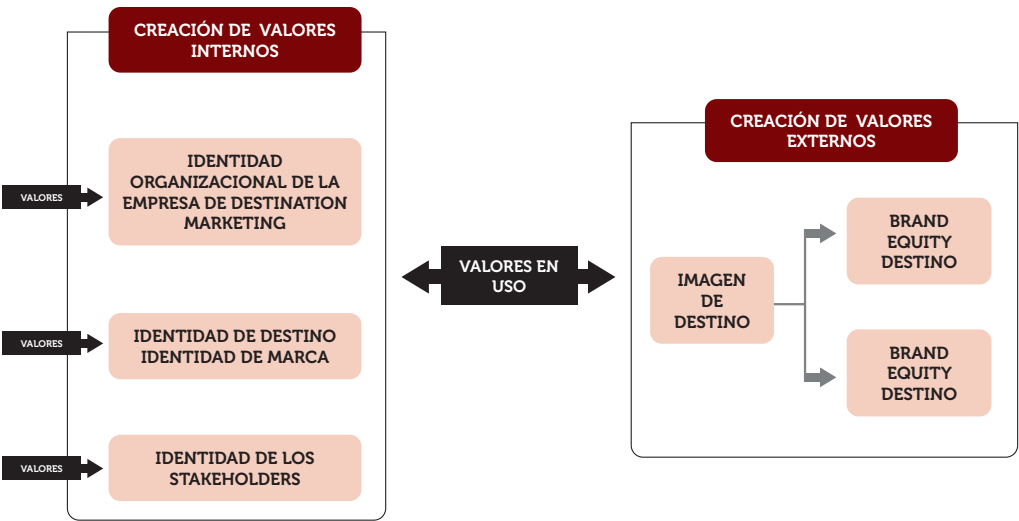 CREACIÓN DE VALORES
INTERNOS
VALORES
IDENTIDAD
ORGANIZACIONAL DE LA
EMPRESA DE DESTINATION
MARKETING
VALORES
IDENTIDAD DE DESTINO
IDENTIDAD DE MARCA
VALORES
IDENTIDAD DE LOS
STAKEHOLDERS
VALORES EN
USO
CREACIÓN DE VALORES
EXTERNOS
IMAGEN
DE
DESTINO
BRAND
EQUITY
DESTINO
BRAND
EQUITY
DESTINO